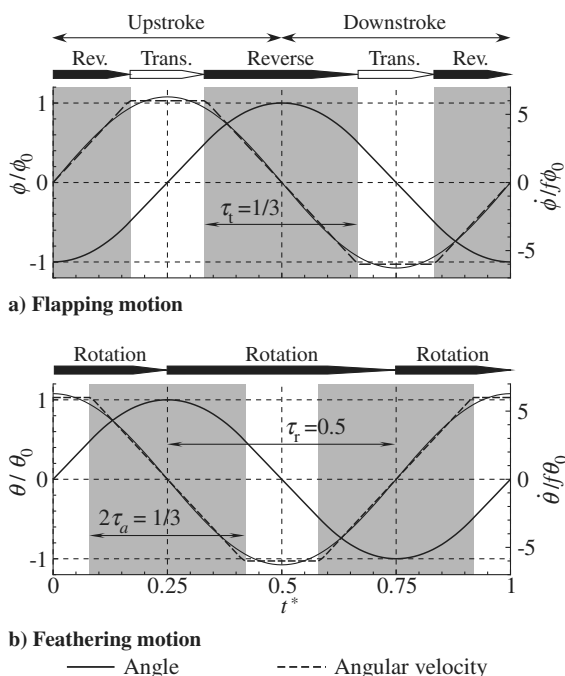 Upstroke Downstroke
Rev. Trans. Reverse Trans. Rev.
1
0
-1
ϕ/ϕ₀
5
0
-5
ϕ̇/fϕ₀
τₜ=1/3
a) Flapping motion
Rotation Rotation Rotation
1
0
-1
θ/θ₀
5
0
-5
θ̇/fθ₀
τᵣ=0.5
2τₐ=1/3
0 0.25 0.5 0.75 1
t*
b) Feathering motion
Angle Angular velocity